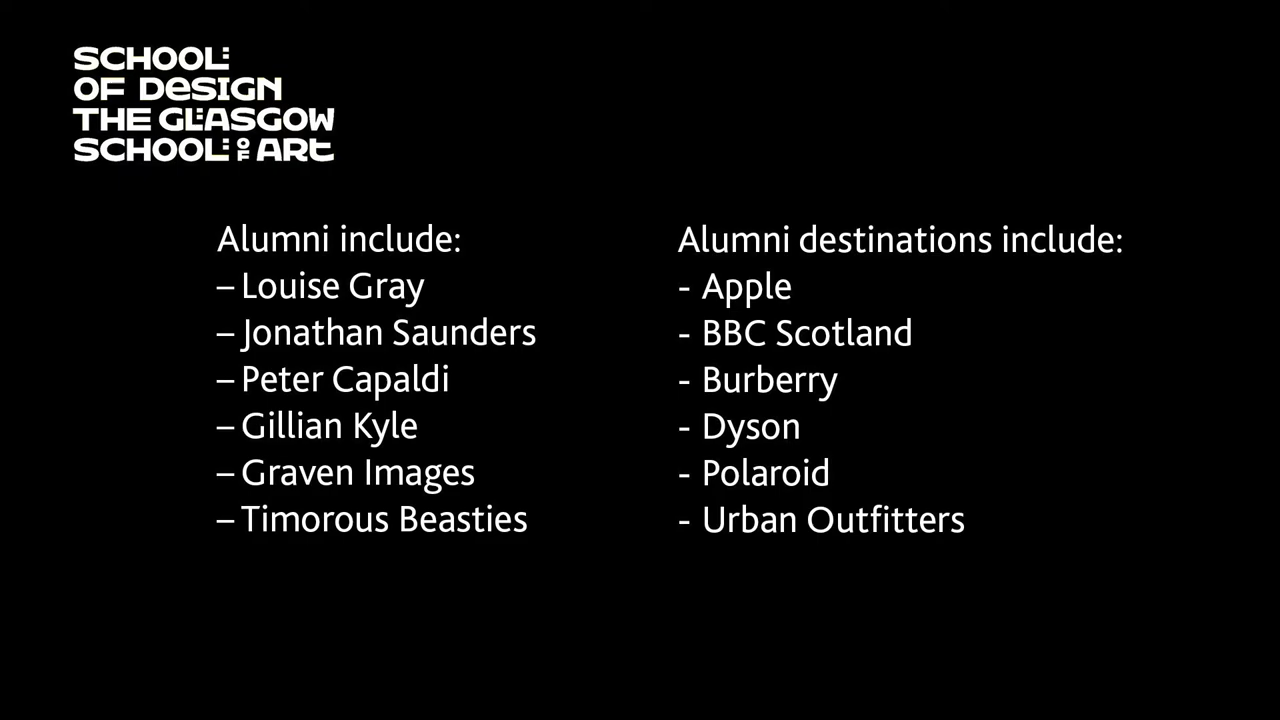 SCHOOL
OF DESIGN
THE GLASGOW
SCHOOL OF ART
Alumni include:
– Louise Gray
– Jonathan Saunders
– Peter Capaldi
– Gillian Kyle
– Graven Images
– Timorous Beasties
Alumni destinations include:
- Apple
- BBC Scotland
- Burberry
- Dyson
- Polaroid
- Urban Outfitters